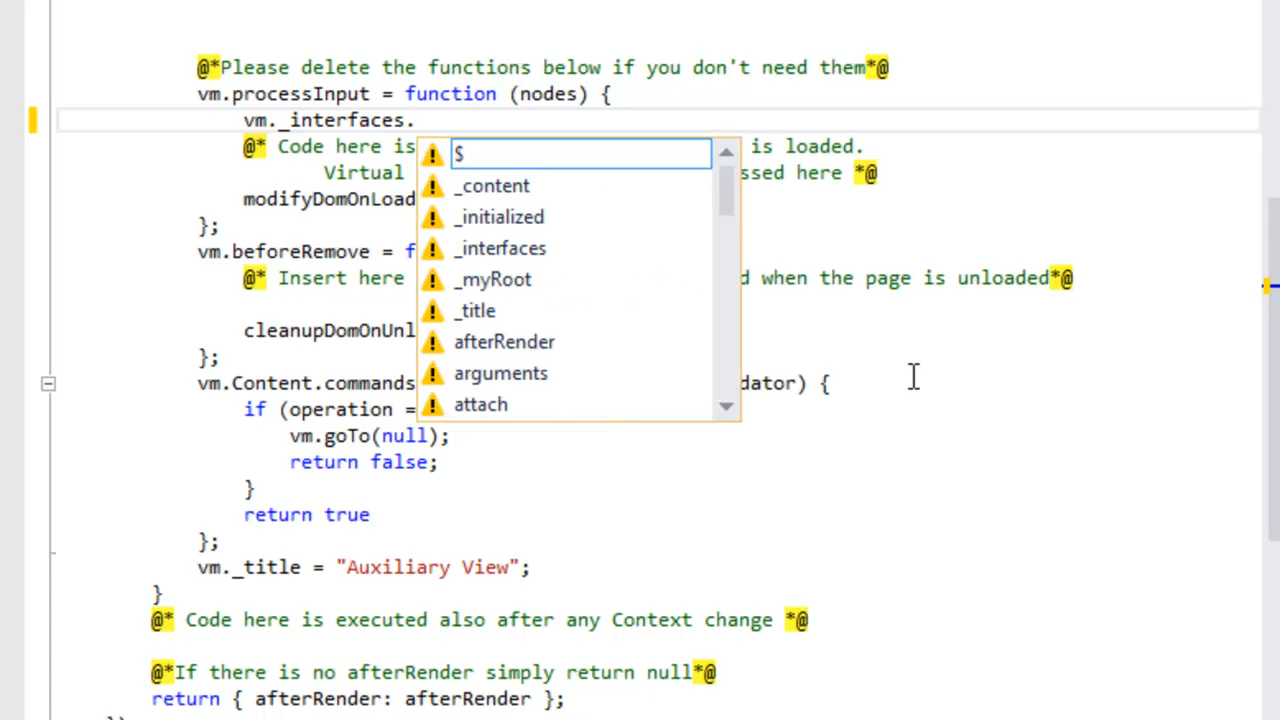 @*Please delete the functions below if you don't need them*@
vm.processInput = function (nodes) {
vm._interfaces.
@* Code here is
is loaded.
Virtual
ssed here *@
modifyDomOnLoad
};
vm.beforeRemove = f
@* Insert here
d when the page is unloaded*@
cleanupDomOnUnl
};
vm.Content.commands
dator) {
if (operation =
vm.goTo(null);
return false;
}
return true
};
vm._title = "Auxiliary View";
}
@* Code here is executed also after any Context change *@
@*If there is no afterRender simply return null*@
return { afterRender: afterRender };
$
_content
_initialized
_interfaces
_myRoot
_title
afterRender
arguments
attach